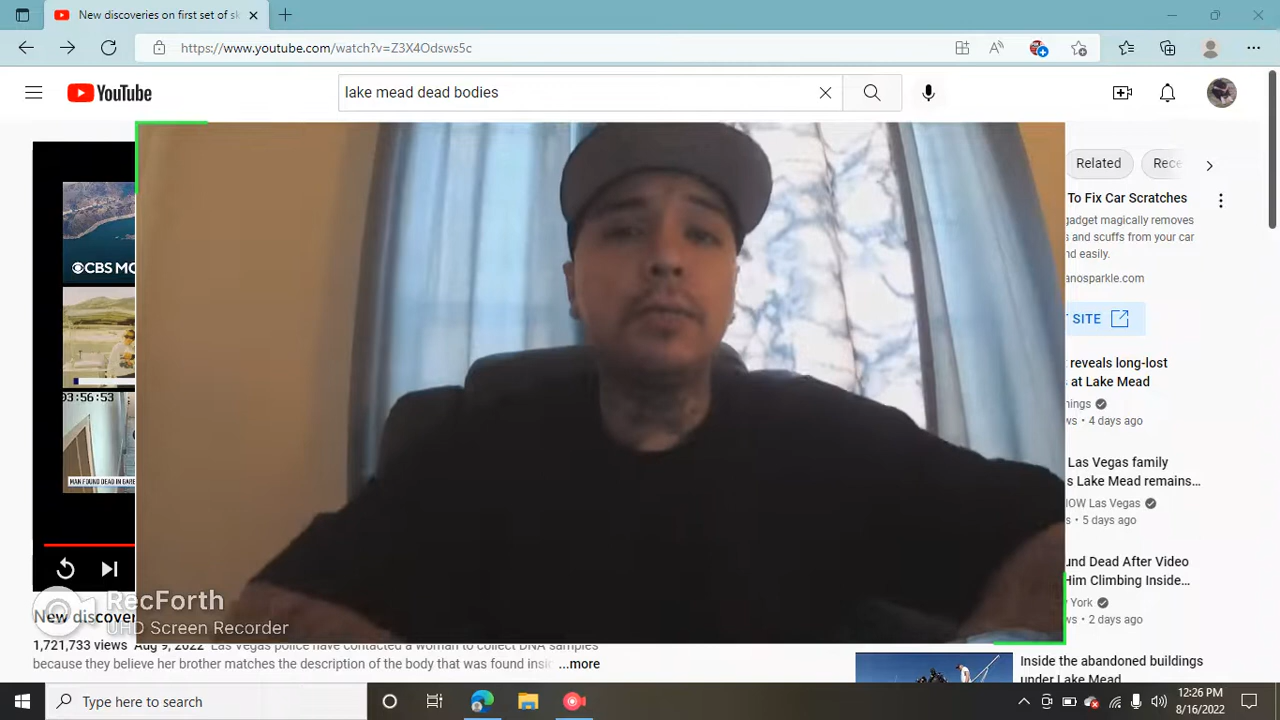 New discoveries on first set of sk
https://www.youtube.com/watch?v=Z3X4Odsws5c
YouTube
lake mead dead bodies
Related
Rece
To Fix Car Scratches
gadget magically removes
s and scuffs from your car
nd easily.
anosparkle.com
SITE
CBS MO
reveals long-lost
s at Lake Mead
nings
ws • 4 days ago
03:56:53
MAN FOUND DEAD IN BARE
Las Vegas family
s Lake Mead remains...
OW Las Vegas
s • 5 days ago
und Dead After Video
Him Climbing Inside...
York
ws • 2 days ago
RecForth
UHD Screen Recorder
New discover
1,721,733 views Aug 9, 2022 Las Vegas police have contacted a woman to collect DNA samples
because they believe her brother matches the description of the body that was found insi ...more
Inside the abandoned buildings
under Lake Mead
Type here to search
12:26 PM
8/16/2022